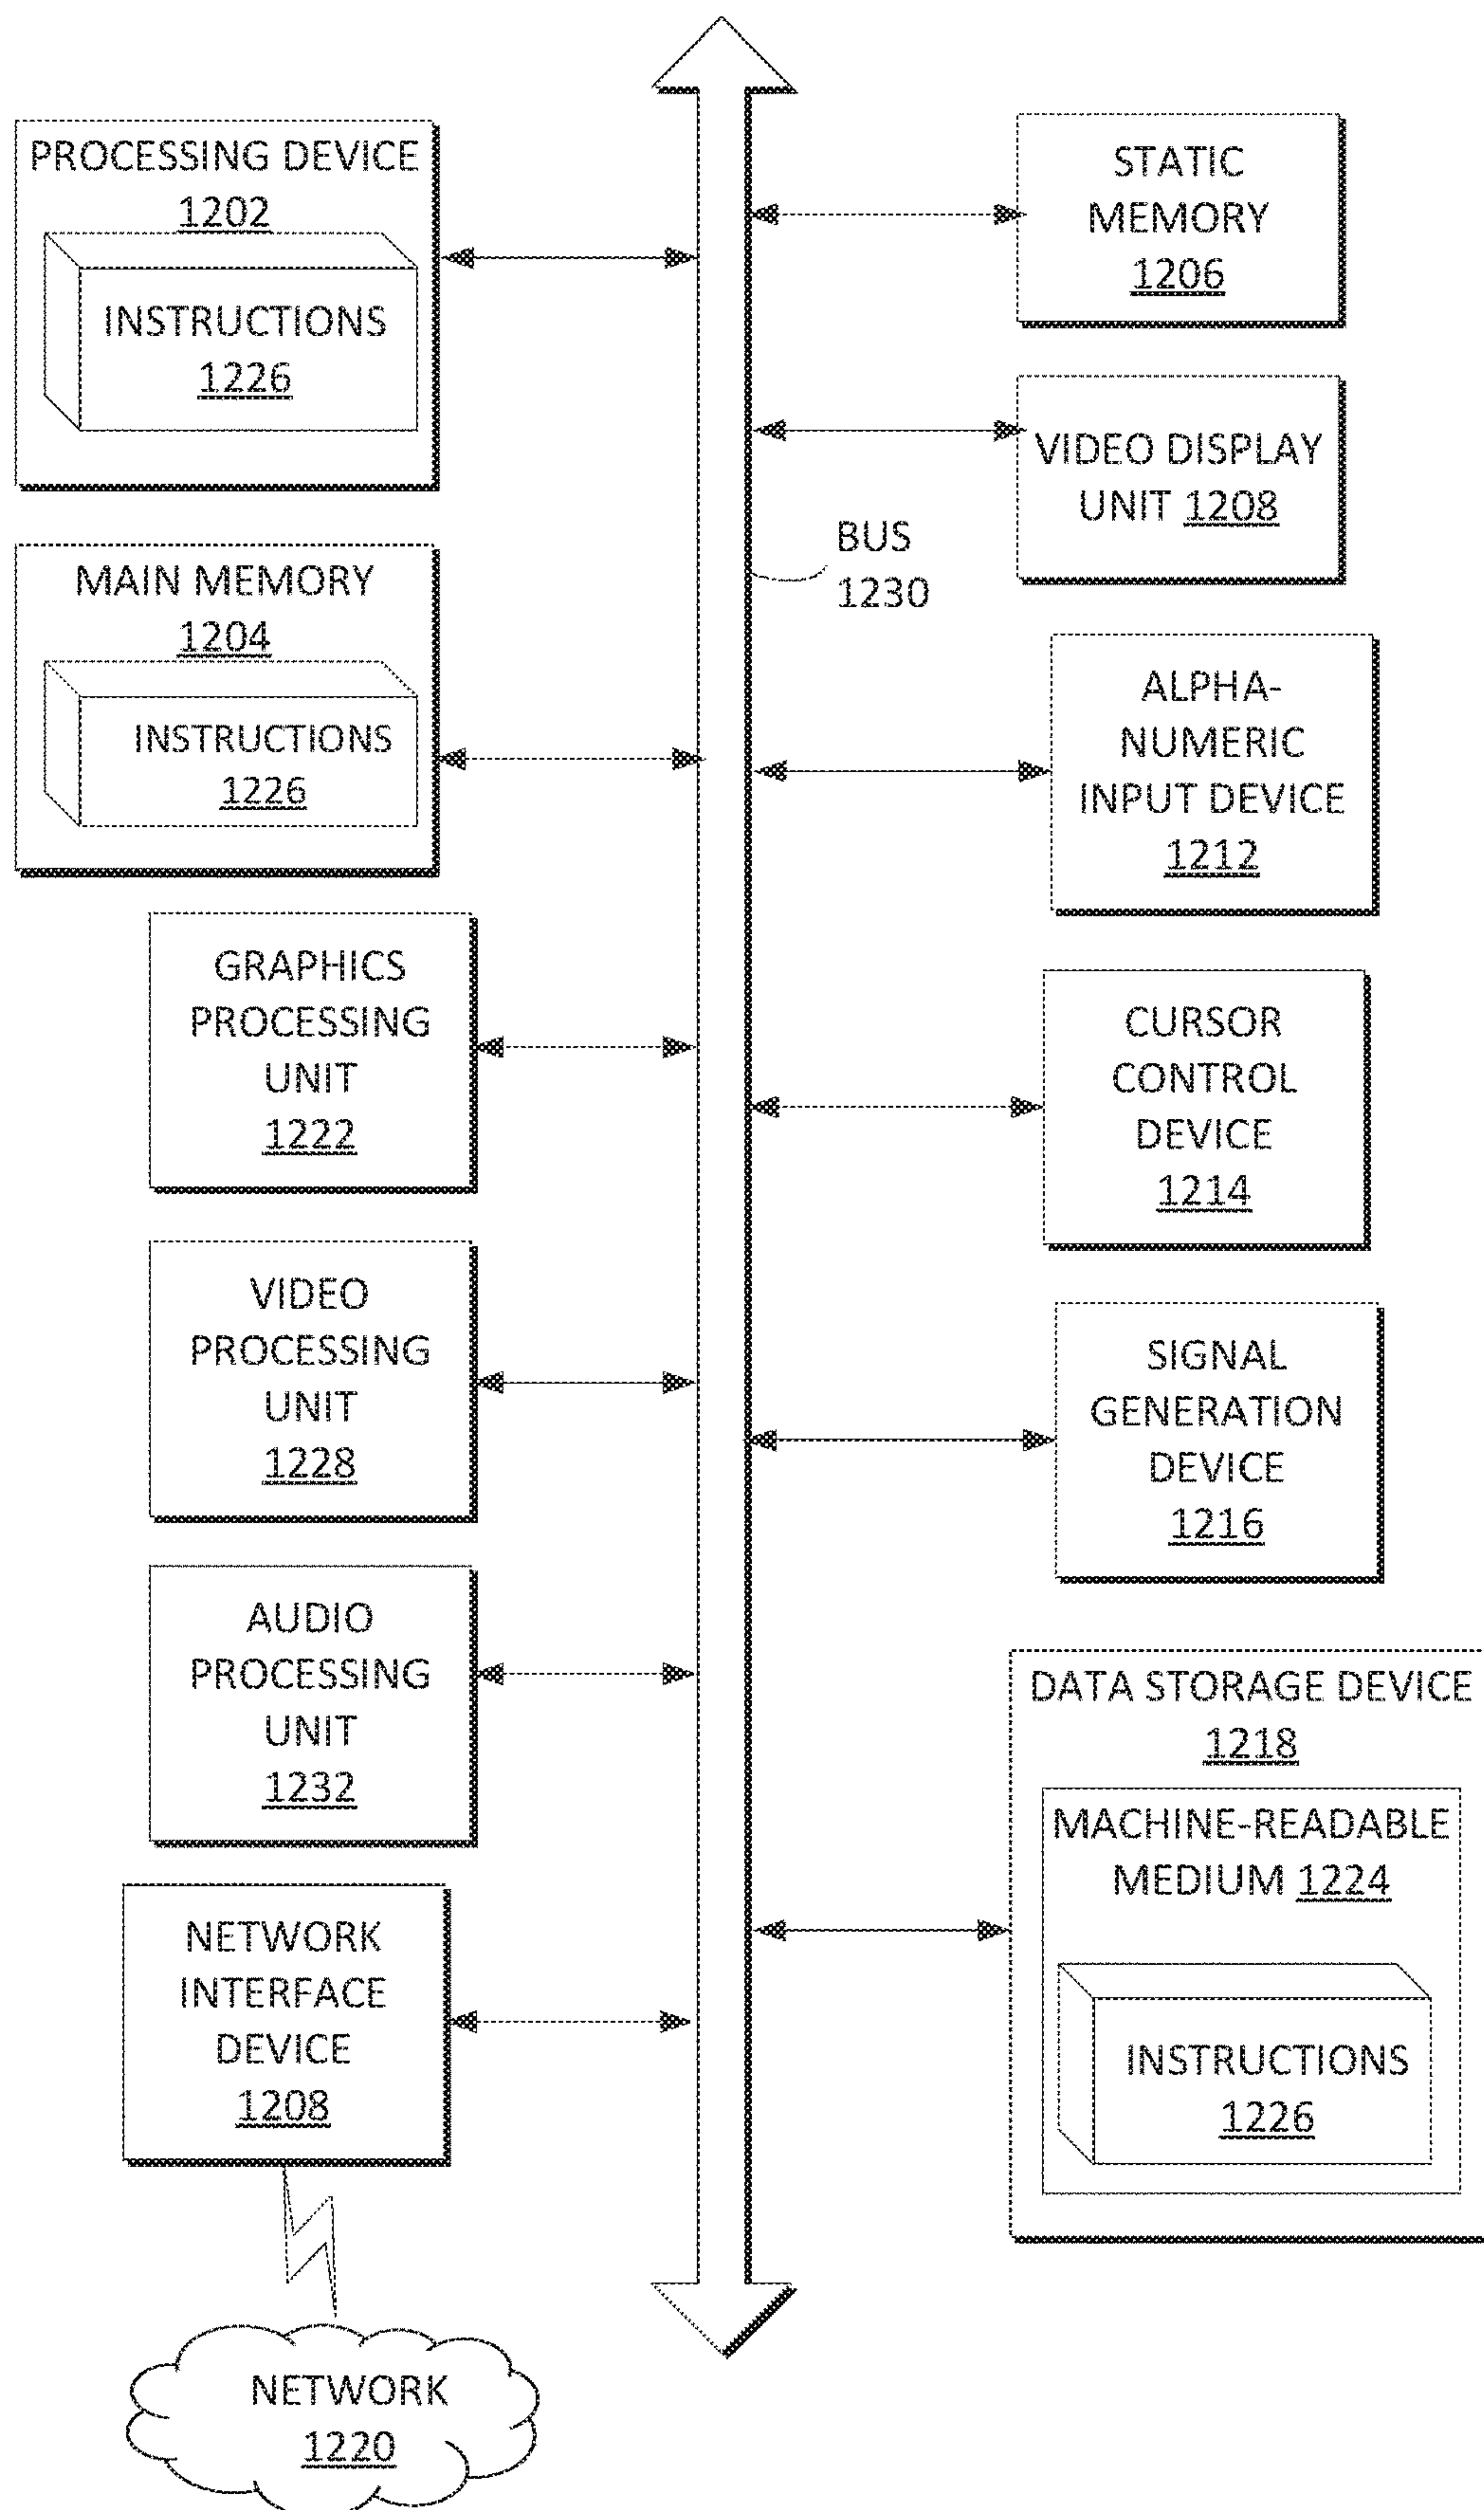 PROCESSING DEVICE
1202
INSTRUCTIONS
1226
MAIN MEMORY
1204
INSTRUCTIONS
1226
GRAPHICS
PROCESSING
UNIT
1222
VIDEO
PROCESSING
UNIT
1228
AUDIO
PROCESSING
UNIT
1232
NETWORK
INTERFACE
DEVICE
1208
NETWORK
1220
BUS
1230
STATIC
MEMORY
1206
VIDEO DISPLAY
UNIT 1208
ALPHA-
NUMERIC
INPUT DEVICE
1212
CURSOR
CONTROL
DEVICE
1214
SIGNAL
GENERATION
DEVICE
1216
DATA STORAGE DEVICE
1218
MACHINE-READABLE
MEDIUM 1224
INSTRUCTIONS
1226